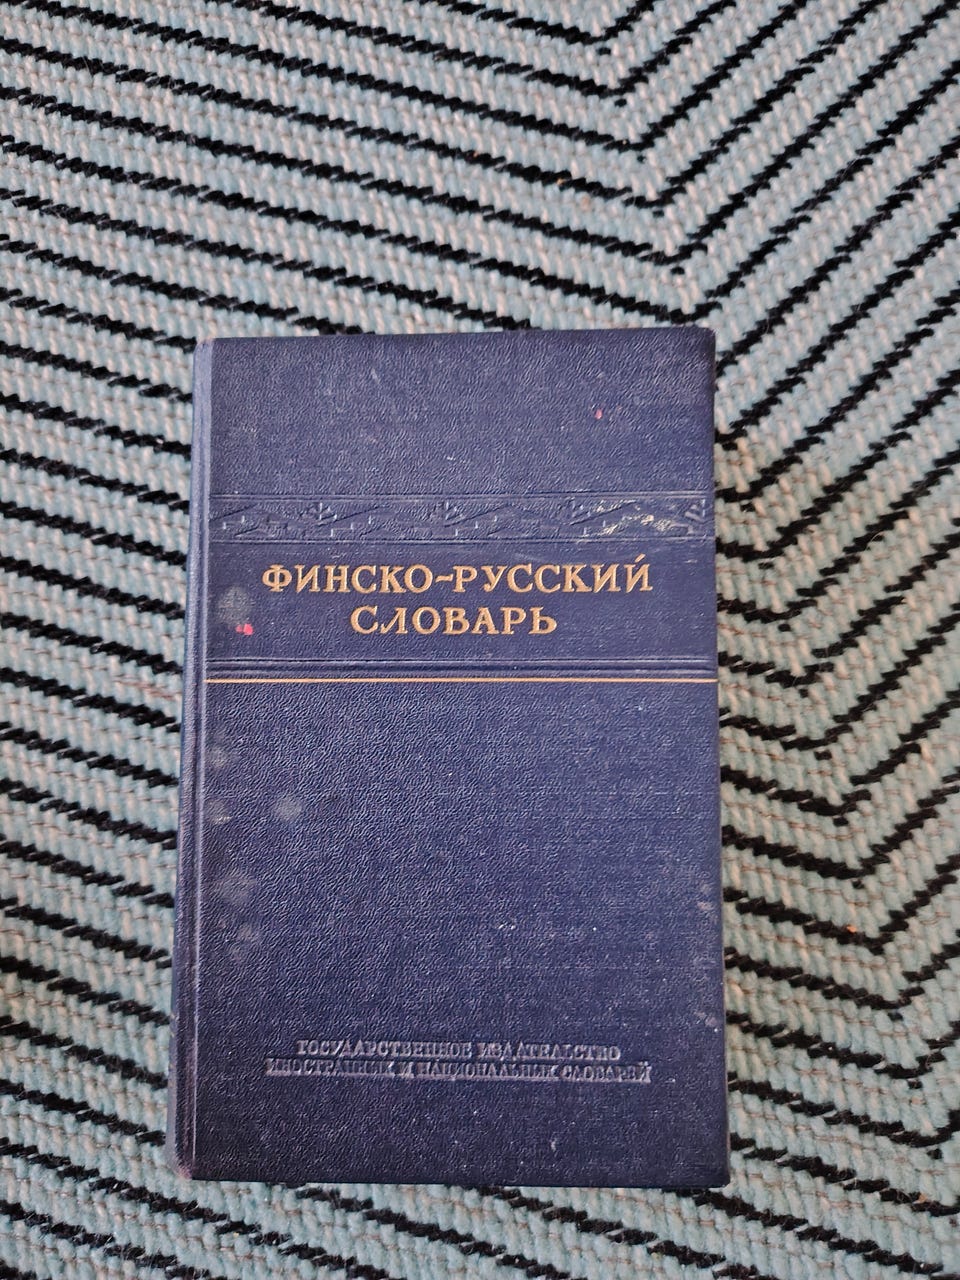 ФИНСКО-РУССКИЙ
СЛОВАРЬ
ГОСУДАРСТВЕННОЕ ИЗДАТЕЛЬСТВО
ИНОСТРАННЫХ И НАЦИОНАЛЬНЫХ СЛОВАРЕЙ